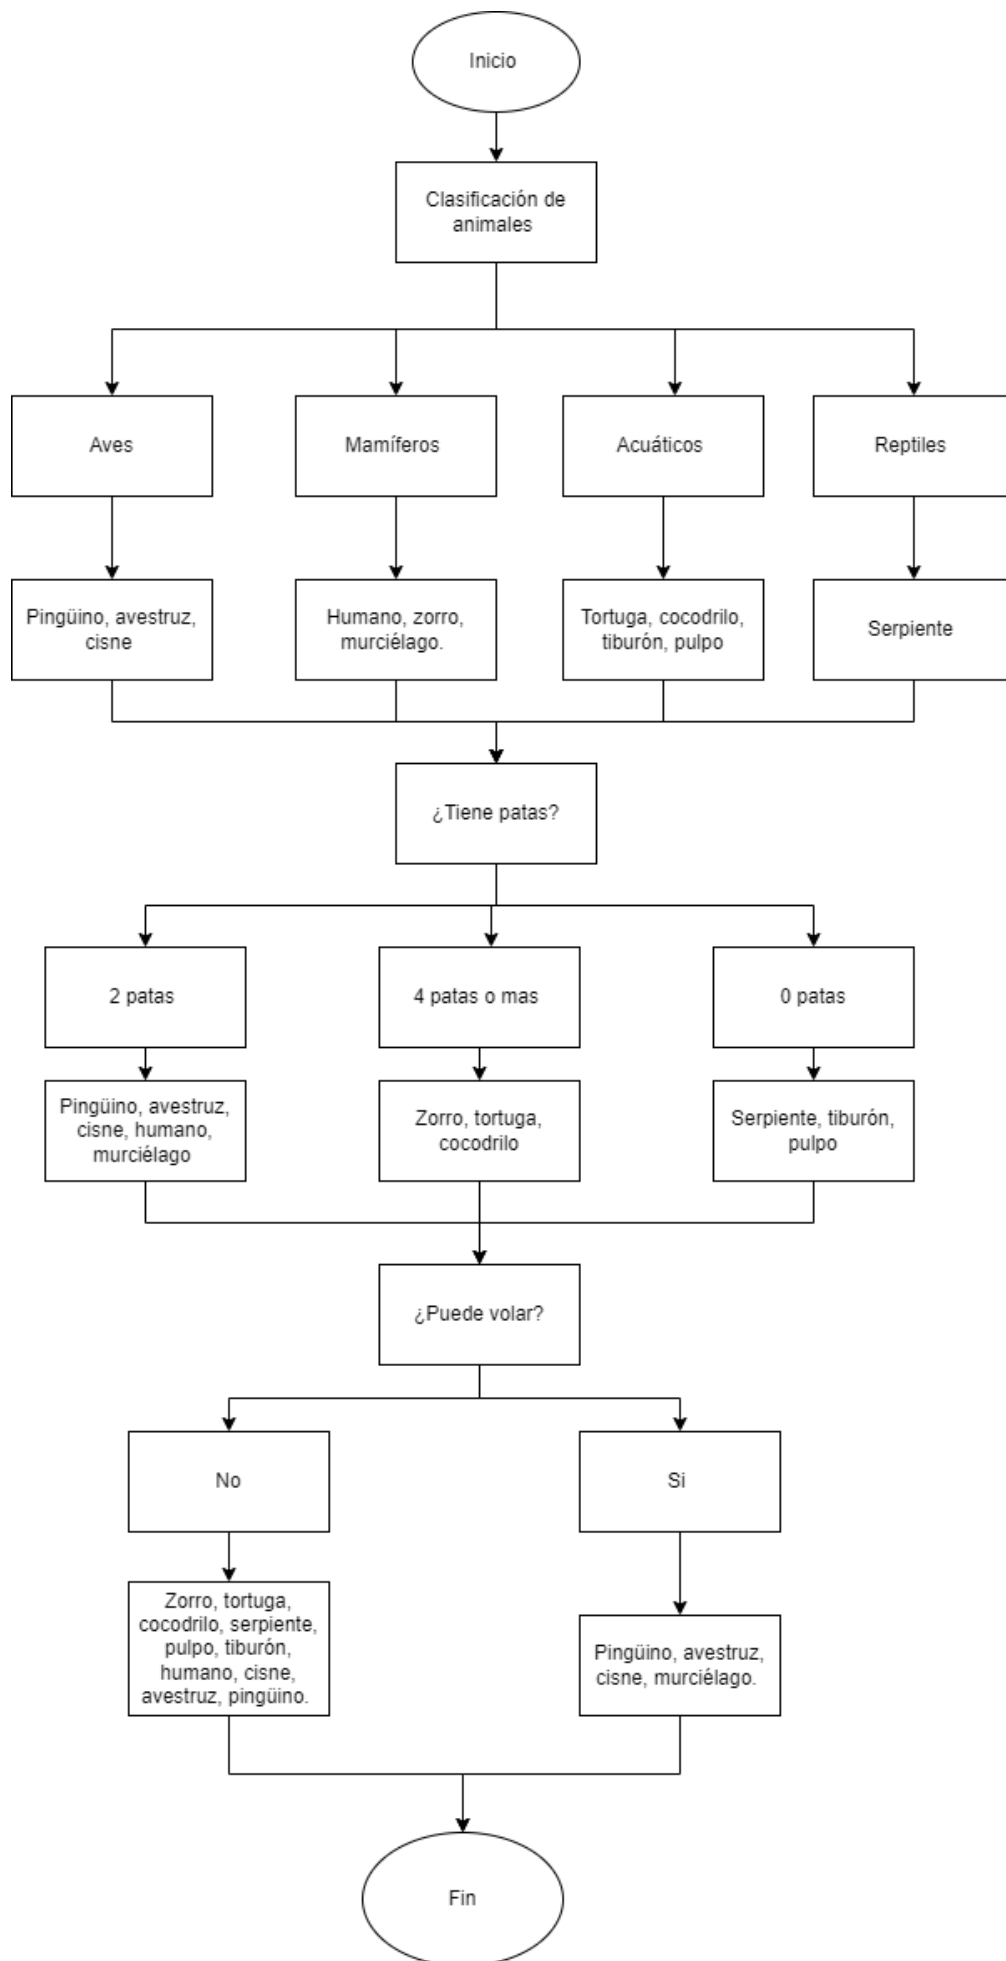 Inicio
Clasificación de
animales
Aves
Mamíferos
Acuáticos
Reptiles
Pingüino, avestruz,
cisne
Humano, zorro,
murciélago.
Tortuga, cocodrilo,
tiburón, pulpo
Serpiente
¿Tiene patas?
2 patas
4 patas o mas
0 patas
Pingüino, avestruz,
cisne, humano,
murciélago
Zorro, tortuga,
cocodrilo
Serpiente, tiburón,
pulpo
¿Puede volar?
No
Si
Zorro, tortuga,
cocodrilo, serpiente,
pulpo, tiburón,
humano, cisne,
avestruz, pingüino.
Pingüino, avestruz,
cisne, murciélago.
Fin